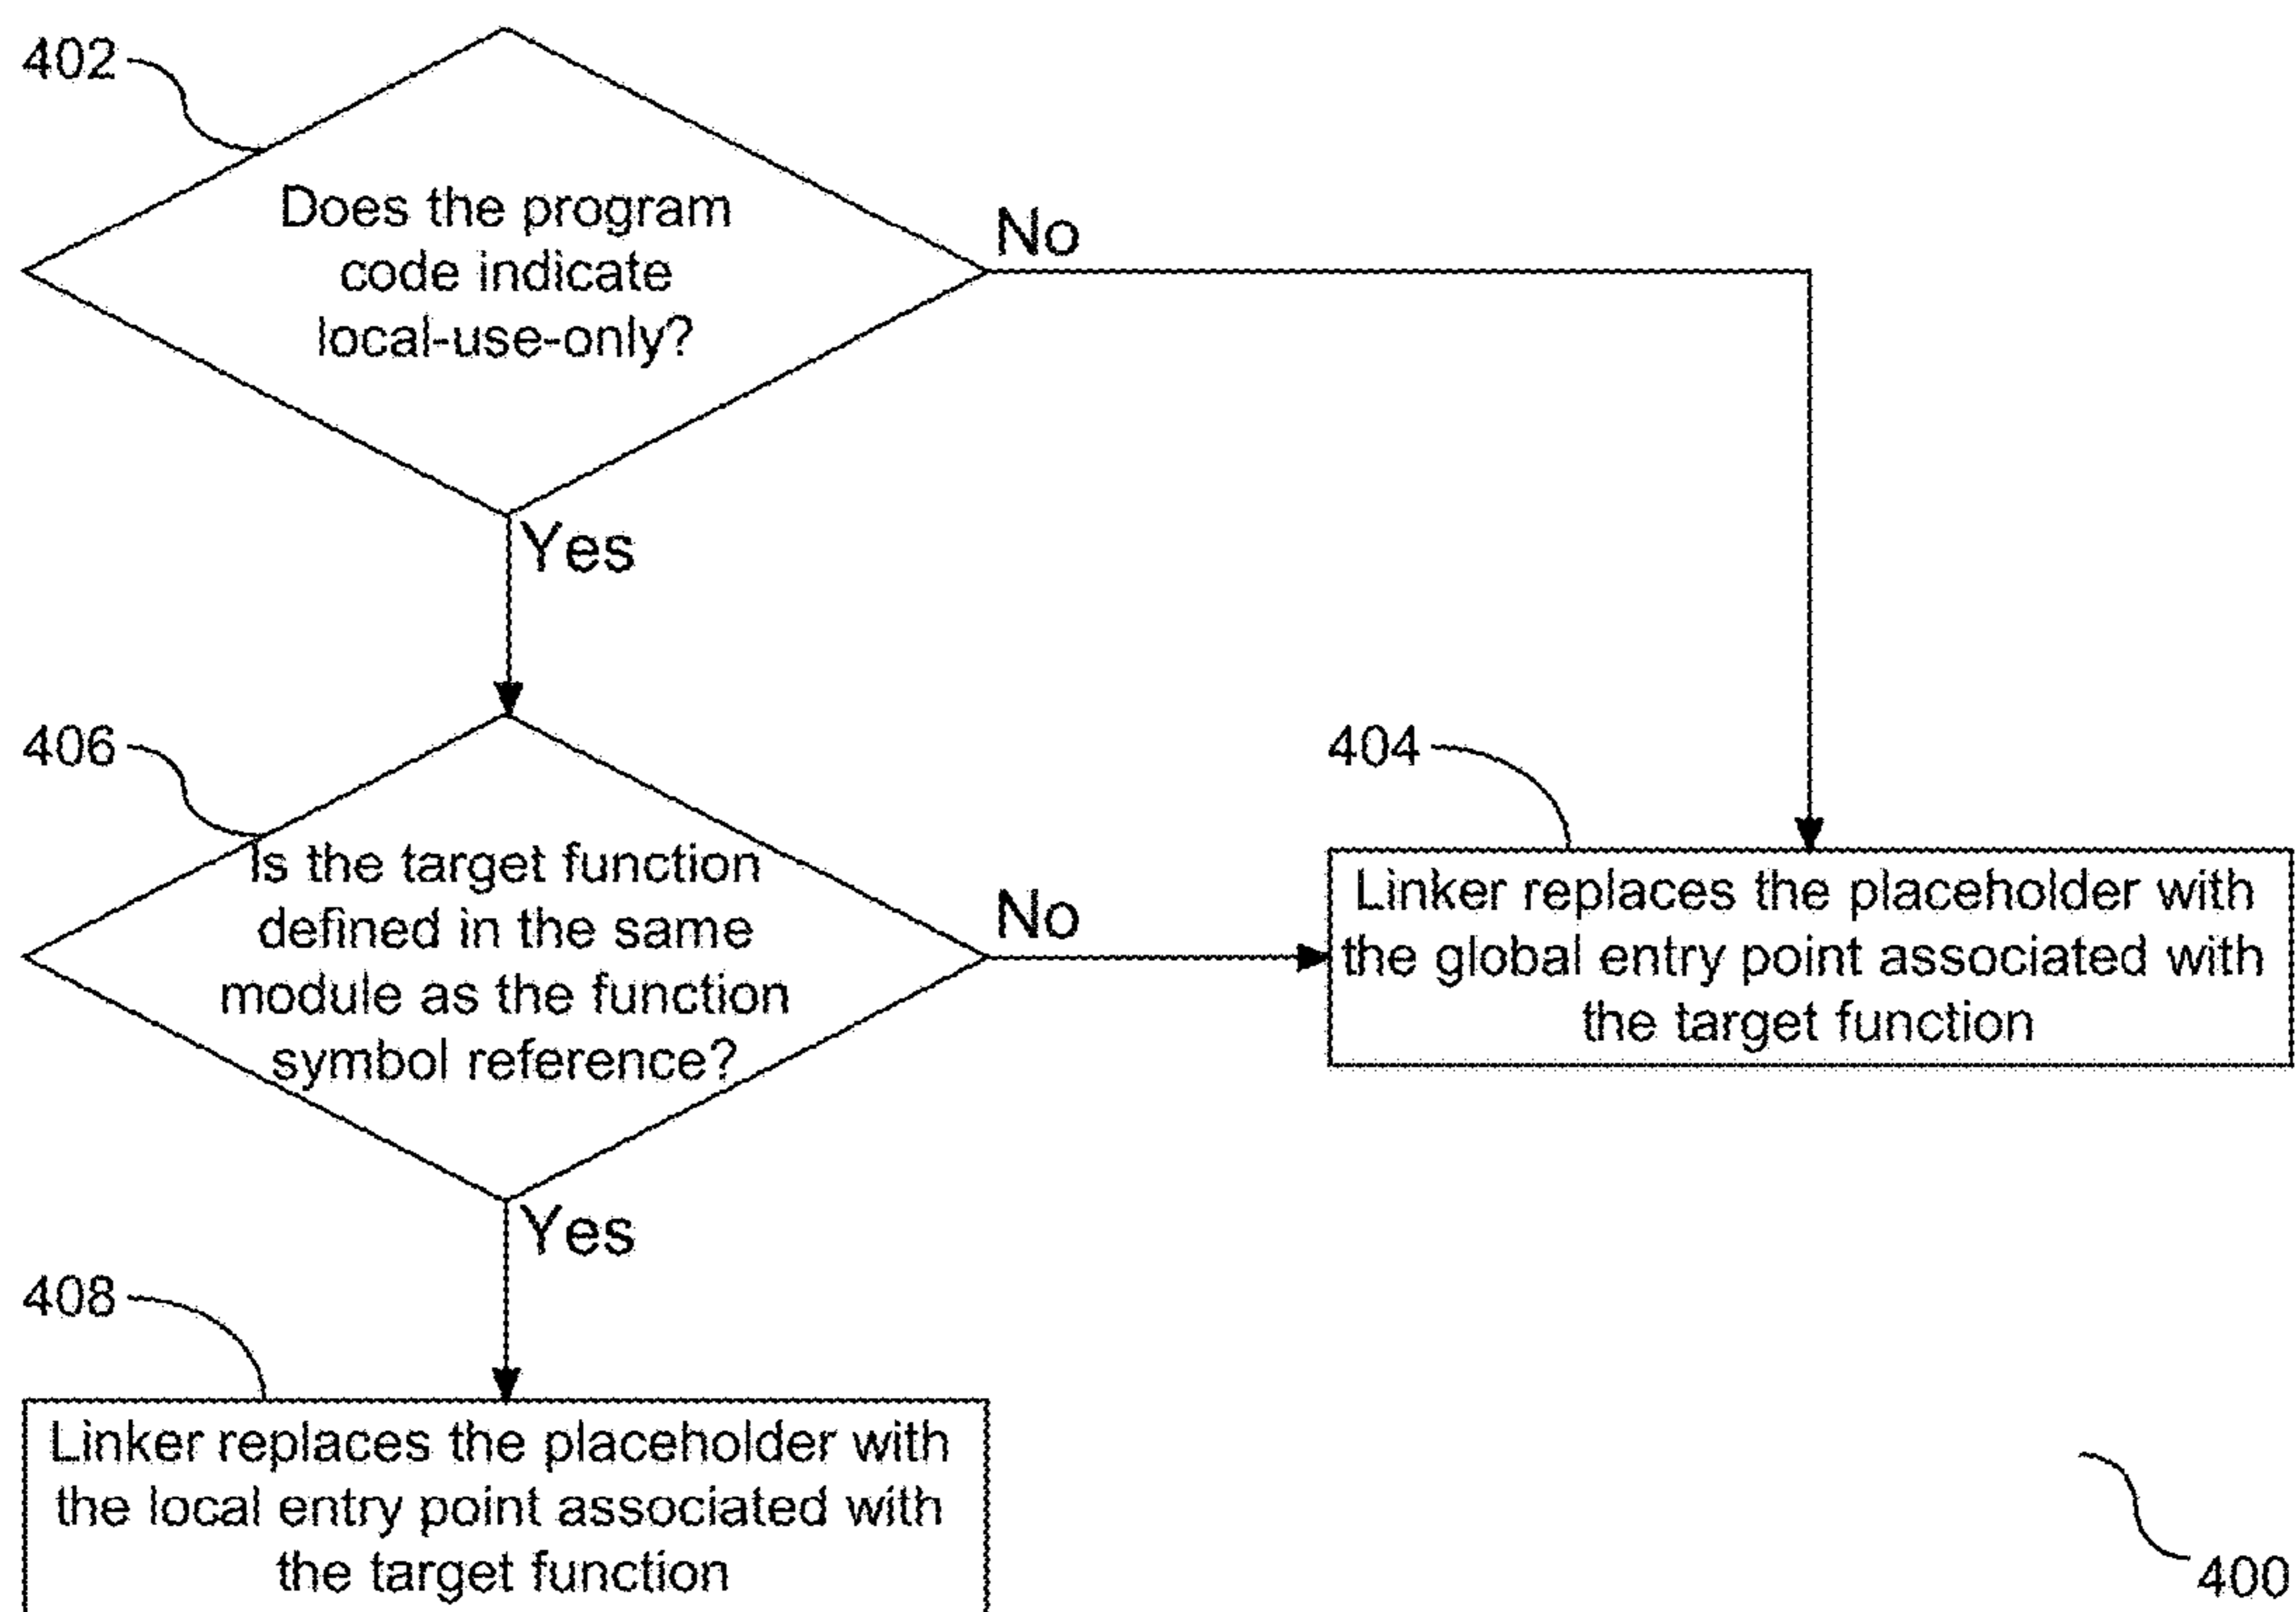 402
Does the program
code indicate
local-use-only?
No
Yes
406
Is the target function
defined in the same
module as the function
symbol reference?
No
404
Linker replaces the placeholder with
the global entry point associated with
the target function
Yes
408
Linker replaces the placeholder with
the local entry point associated with
the target function
400